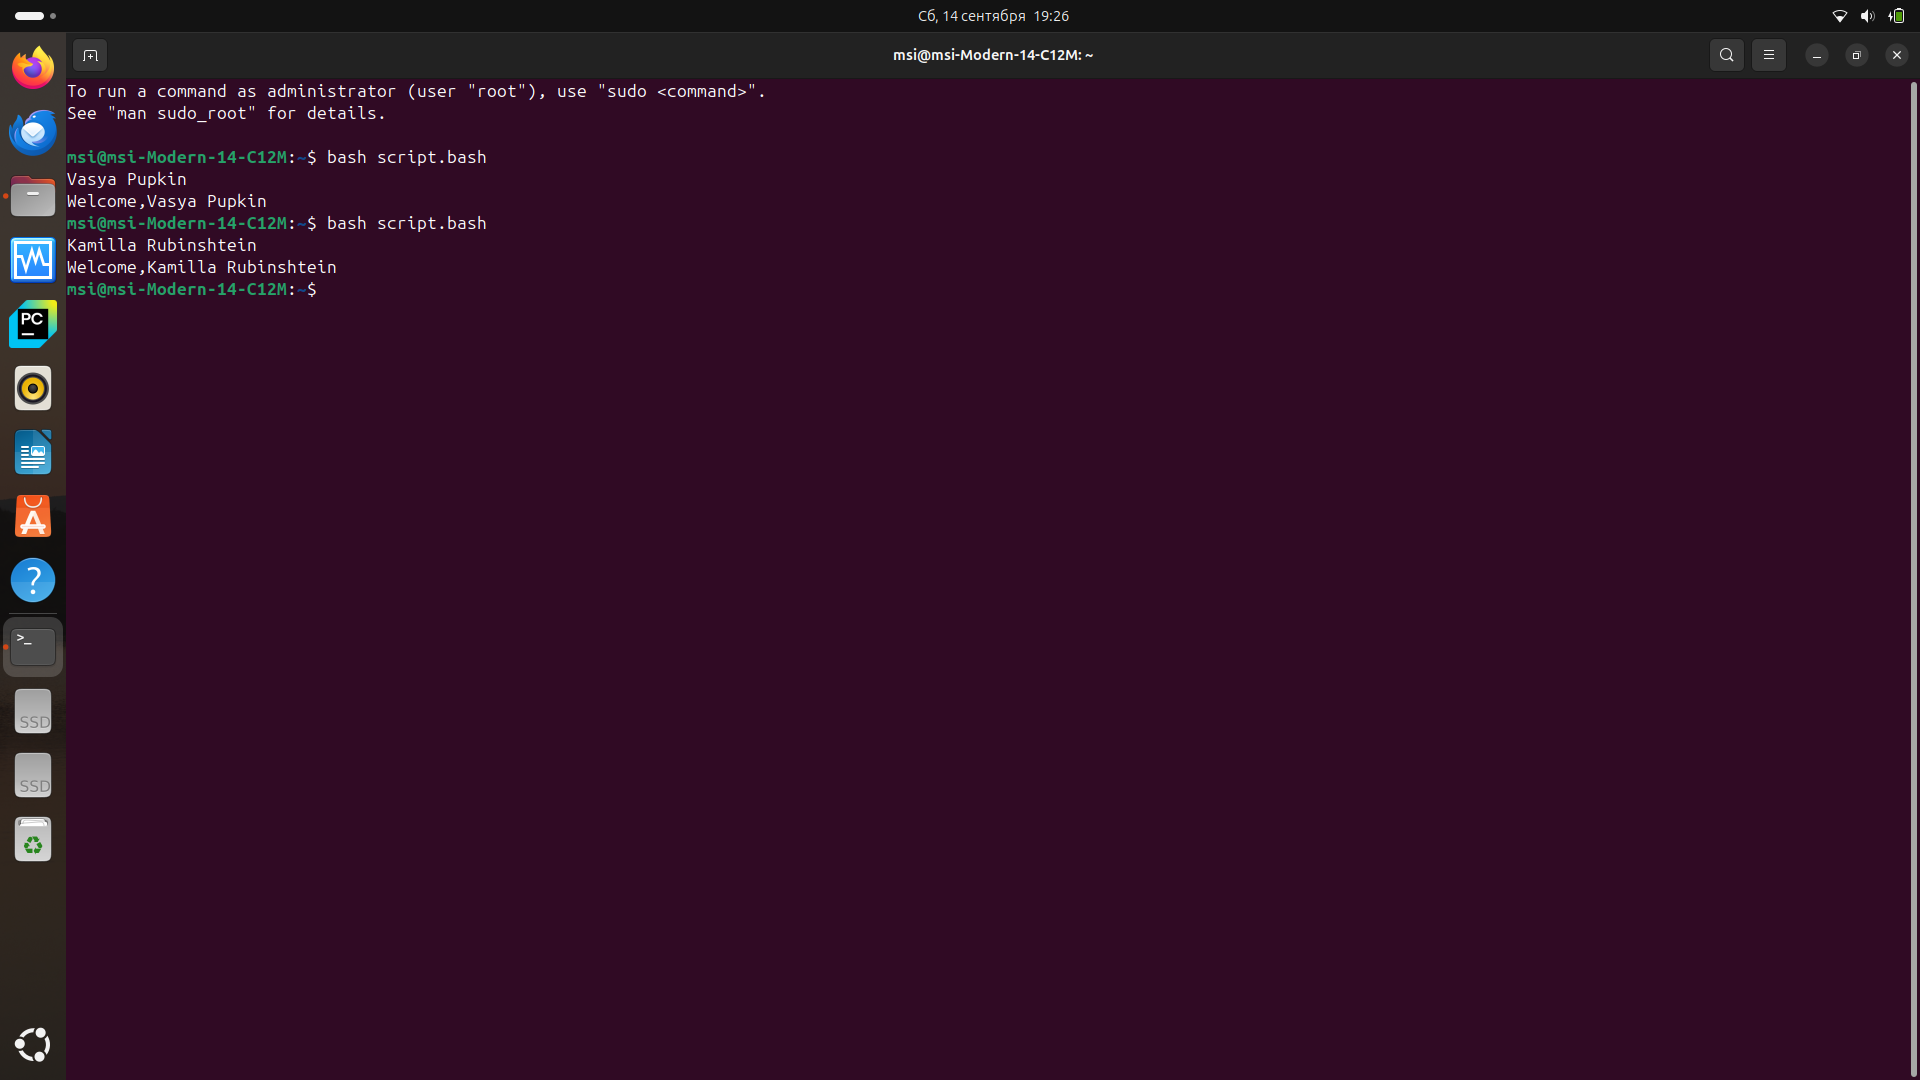 Сб, 14 сентября 19:26
msi@msi-Modern-14-C12M: ~
To run a command as administrator (user "root"), use "sudo <command>".
See "man sudo_root" for details.
msi@msi-Modern-14-C12M:~$ bash script.bash
Vasya Pupkin
Welcome,Vasya Pupkin
msi@msi-Modern-14-C12M:~$ bash script.bash
Kamilla Rubinshtein
Welcome,Kamilla Rubinshtein
msi@msi-Modern-14-C12M:~$
PC
?
>_
SSD
SSD